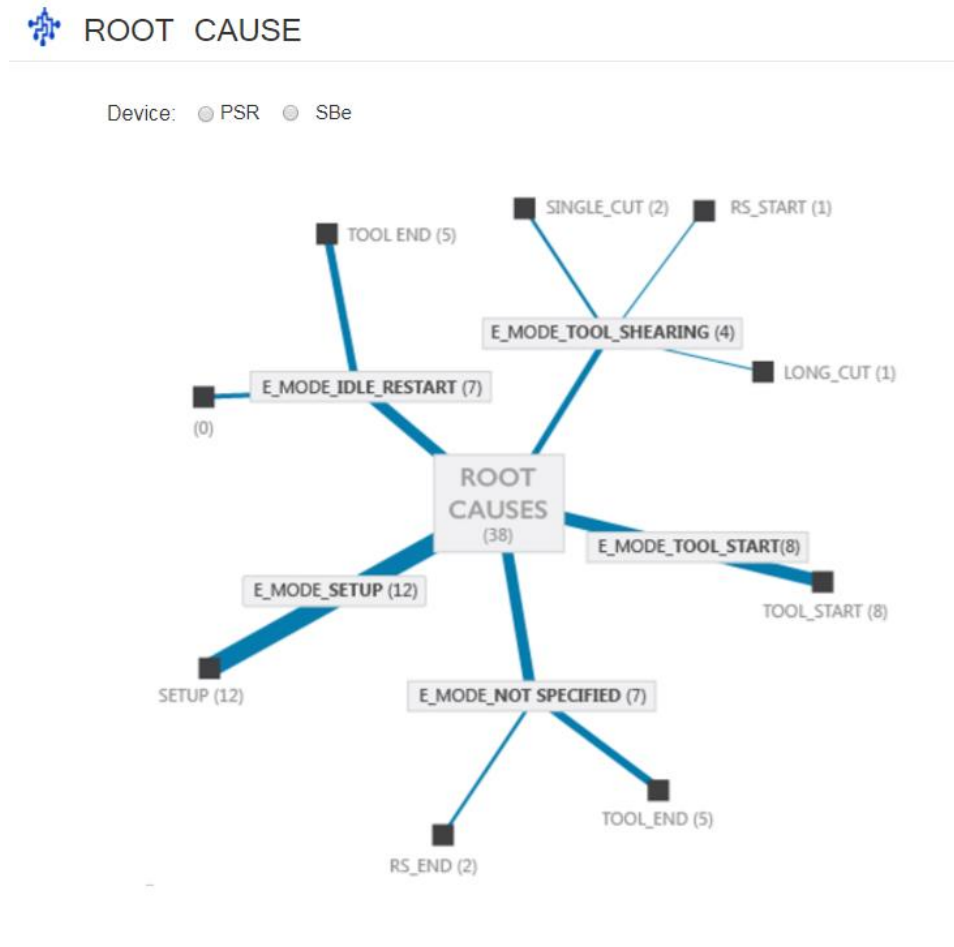 ROOT CAUSE
Device: PSR SBe
SINGLE_CUT (2)
RS_START (1)
TOOL END (5)
E_MODE_TOOL_SHEARING (4)
LONG_CUT (1)
E_MODE_IDLE_RESTART (7)
(0)
ROOT
CAUSES
(38)
E_MODE_TOOL_START(8)
E_MODE_SETUP (12)
TOOL_START (8)
SETUP (12)
E_MODE_NOT SPECIFIED (7)
TOOL_END (5)
RS_END (2)